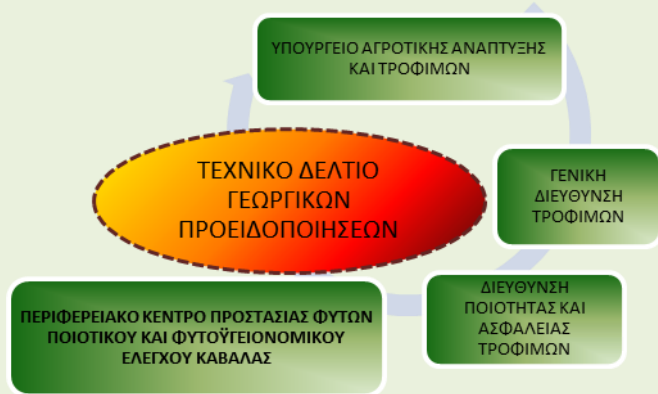 ΥΠΟΥΡΓΕΙΟ ΑΓΡΟΤΙΚΗΣ ΑΝΑΠΤΥΞΗΣ
ΚΑΙ ΤΡΟΦΙΜΩΝ
ΤΕΧΝΙΚΟ ΔΕΛΤΙΟ
ΓΕΩΡΓΙΚΩΝ
ΠΡΟΕΙΔΟΠΟΙΗΣΕΩΝ
ΓΕΝΙΚΗ
ΔΙΕΥΘΥΝΣΗ
ΤΡΟΦΙΜΩΝ
ΔΙΕΥΘΥΝΣΗ
ΠΟΙΟΤΗΤΑΣ ΚΑΙ
ΑΣΦΑΛΕΙΑΣ
ΤΡΟΦΙΜΩΝ
ΠΕΡΙΦΕΡΕΙΑΚΟ ΚΕΝΤΡΟ ΠΡΟΣΤΑΣΙΑΣ ΦΥΤΩΝ
ΠΟΙΟΤΙΚΟΥ ΚΑΙ ΦΥΤΟΫΓΕΙΟΝΟΜΙΚΟΥ
ΕΛΕΓΧΟΥ ΚΑΒΑΛΑΣ